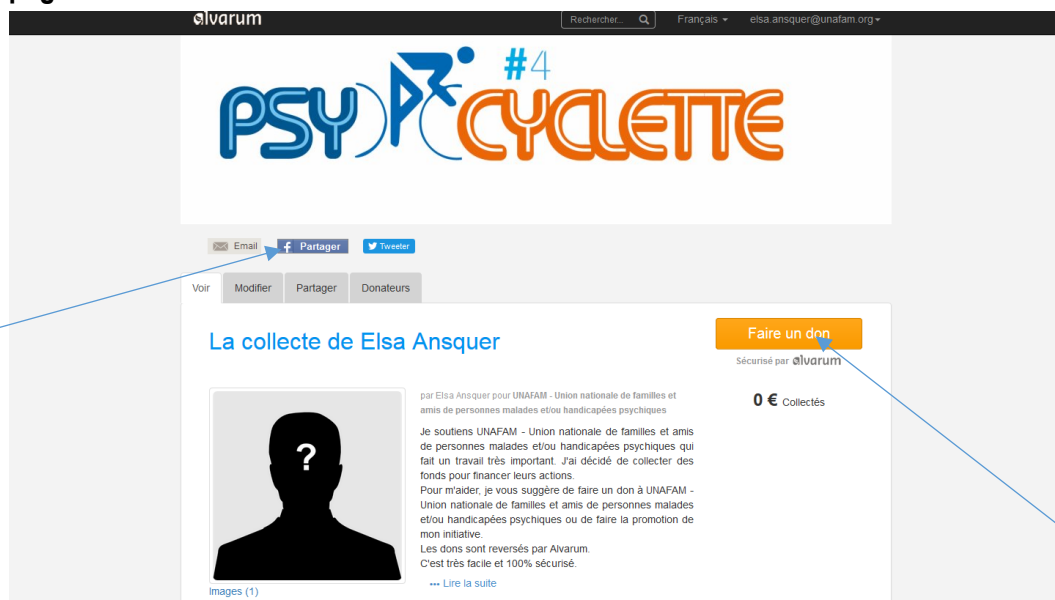 alvarum
Rechercher...
Français
elsa.ansquer@unafam.org
PSYCYCLETTE
#4
Email
Partager
Tweeter
Voir
Modifier
Partager
Donateurs
La collecte de Elsa Ansquer
Faire un don
Sécurisé par alvarum
0 € Collectés
par Elsa Ansquer pour UNAFAM - Union nationale de familles et
amis de personnes malades et/ou handicapées psychiques
Je soutiens UNAFAM - Union nationale de familles et amis
de personnes malades et/ou handicapées psychiques qui
fait un travail très important. J'ai décidé de collecter des
fonds pour financer leurs actions.
Pour m'aider, je vous suggère de faire un don à UNAFAM -
Union nationale de familles et amis de personnes malades
et/ou handicapées psychiques ou de faire la promotion de
mon initiative.
Les dons sont reversés par Alvarum.
C'est très facile et 100% sécurisé.
••• Lire la suite
?
Images (1)